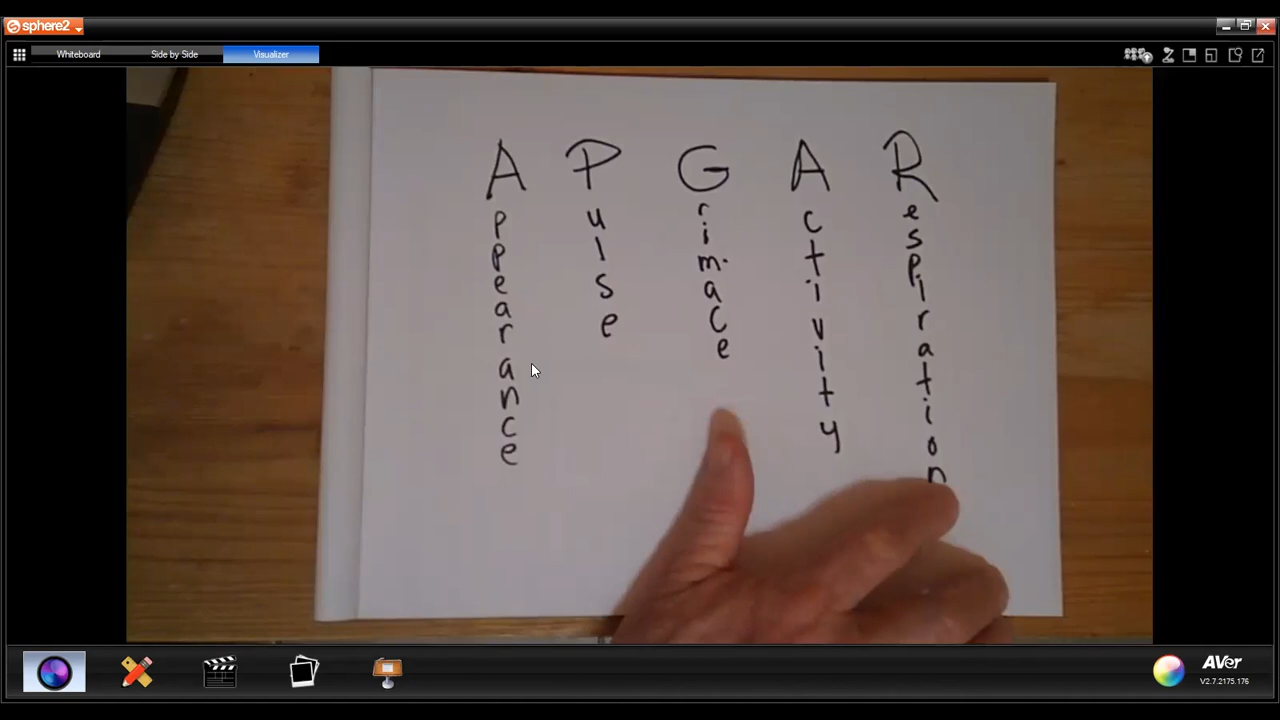 sphere2
Whiteboard
Side by Side
Visualizer
A P G A R
Appearance
Pulse
Grimace
Activity
Respiration
AVer
V2.7.2175.176